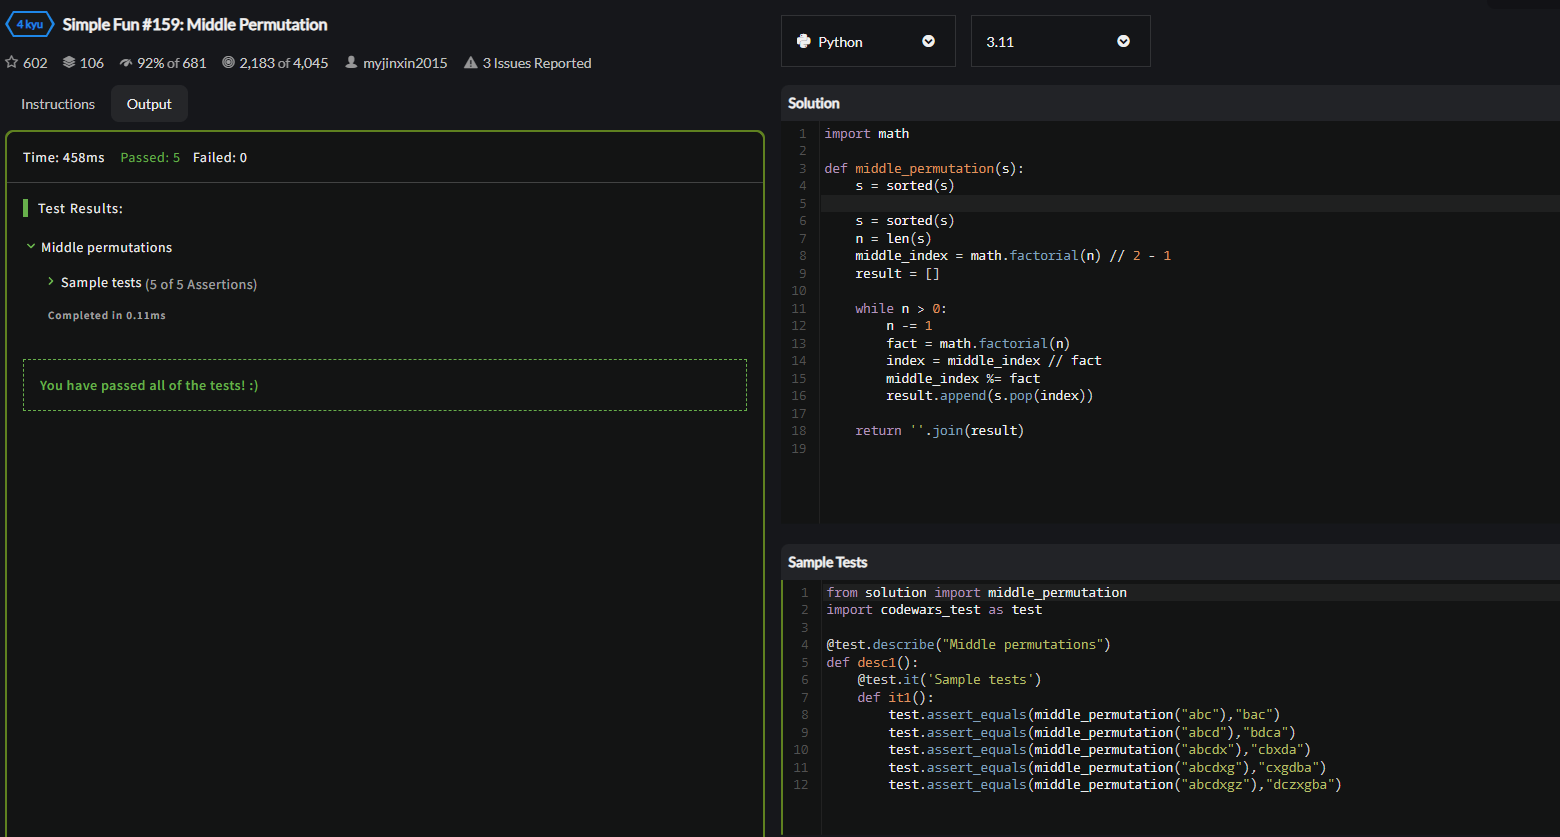 4 kyu Simple Fun #159: Middle Permutation
602 106 92% of 681 2,183 of 4,045 myjinxin2015 3 Issues Reported
Instructions Output
Time: 458ms Passed: 5 Failed: 0
Test Results:
Middle permutations
Sample tests (5 of 5 Assertions)
Completed in 0.11ms
You have passed all of the tests! :)
Python 3.11
Solution
1 import math
2
3 def middle_permutation(s):
4     s = sorted(s)
5
6     s = sorted(s)
7     n = len(s)
8     middle_index = math.factorial(n) // 2 - 1
9     result = []
10
11     while n > 0:
12         n -= 1
13         fact = math.factorial(n)
14         index = middle_index // fact
15         middle_index %= fact
16         result.append(s.pop(index))
17
18     return ''.join(result)
19
Sample Tests
1 from solution import middle_permutation
2 import codewars_test as test
3
4 @test.describe("Middle permutations")
5 def desc1():
6     @test.it('Sample tests')
7     def it1():
8         test.assert_equals(middle_permutation("abc"),"bac")
9         test.assert_equals(middle_permutation("abcd"),"bdca")
10         test.assert_equals(middle_permutation("abcdx"),"cbxda")
11         test.assert_equals(middle_permutation("abcdxg"),"cxgdba")
12         test.assert_equals(middle_permutation("abcdxgz"),"dczxgba")